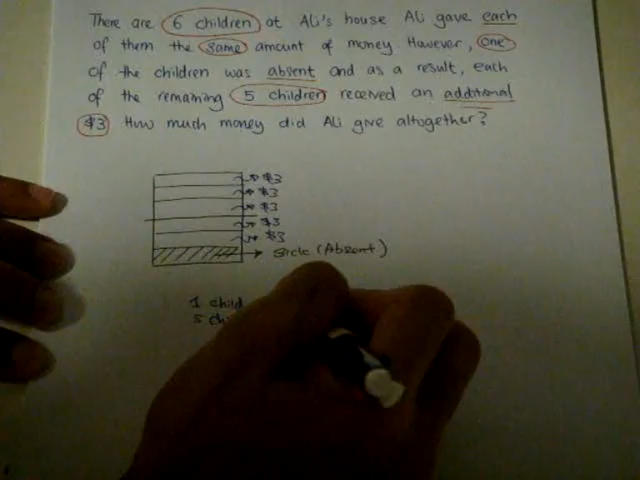 There are 6 children at Ali's house Ali gave each
of them the same amount of money However, one
of the children was absent and as a result, each
of the remaining 5 children received an additional
$3 How much money did Ali give altogether?
$3
$3
$3
$3
$3
Sick (Absent)
1 child
5